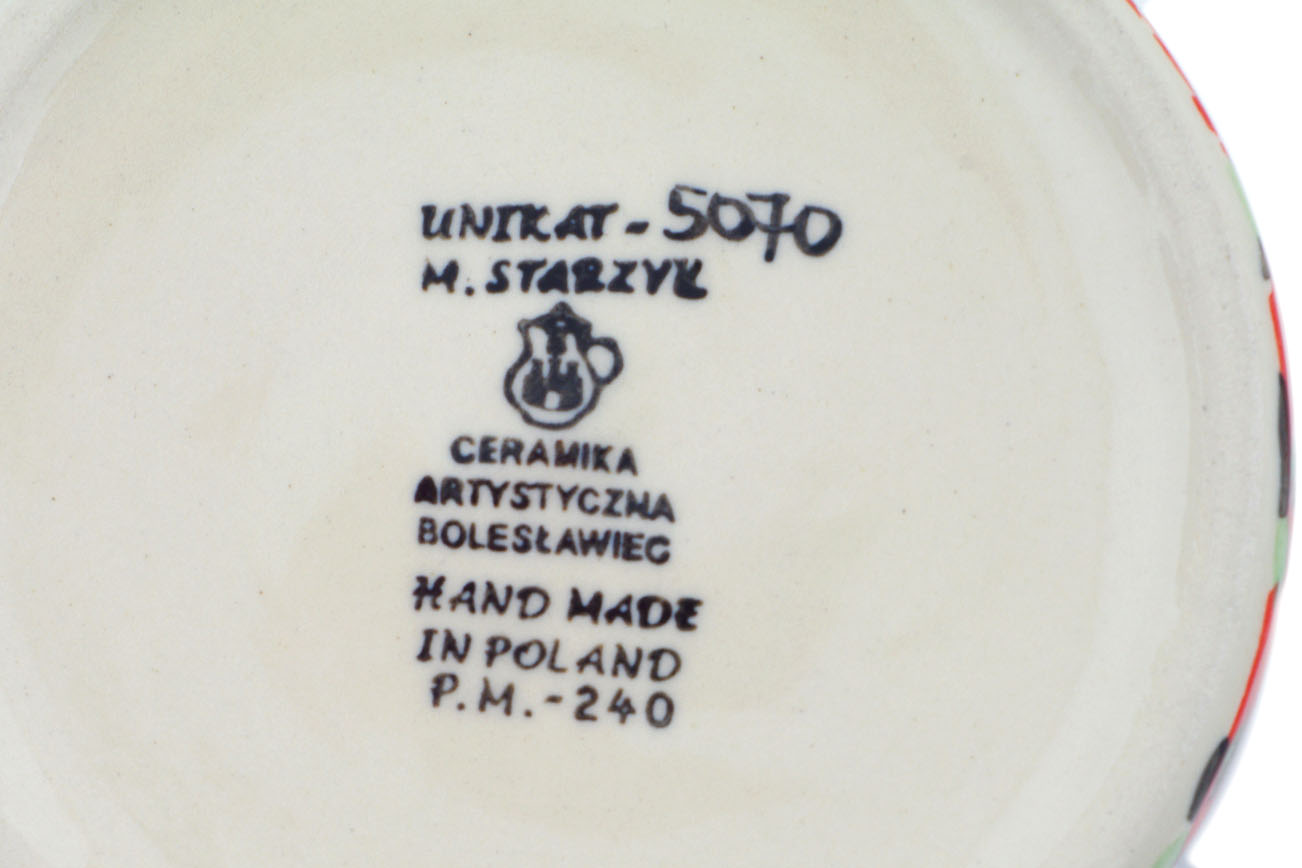 UNIKAT - 5070
M. STARZYK
CERAMIKA
ARTYSTYCZNA
BOLESŁAWIEC
HAND MADE
IN POLAND
P.M.-240